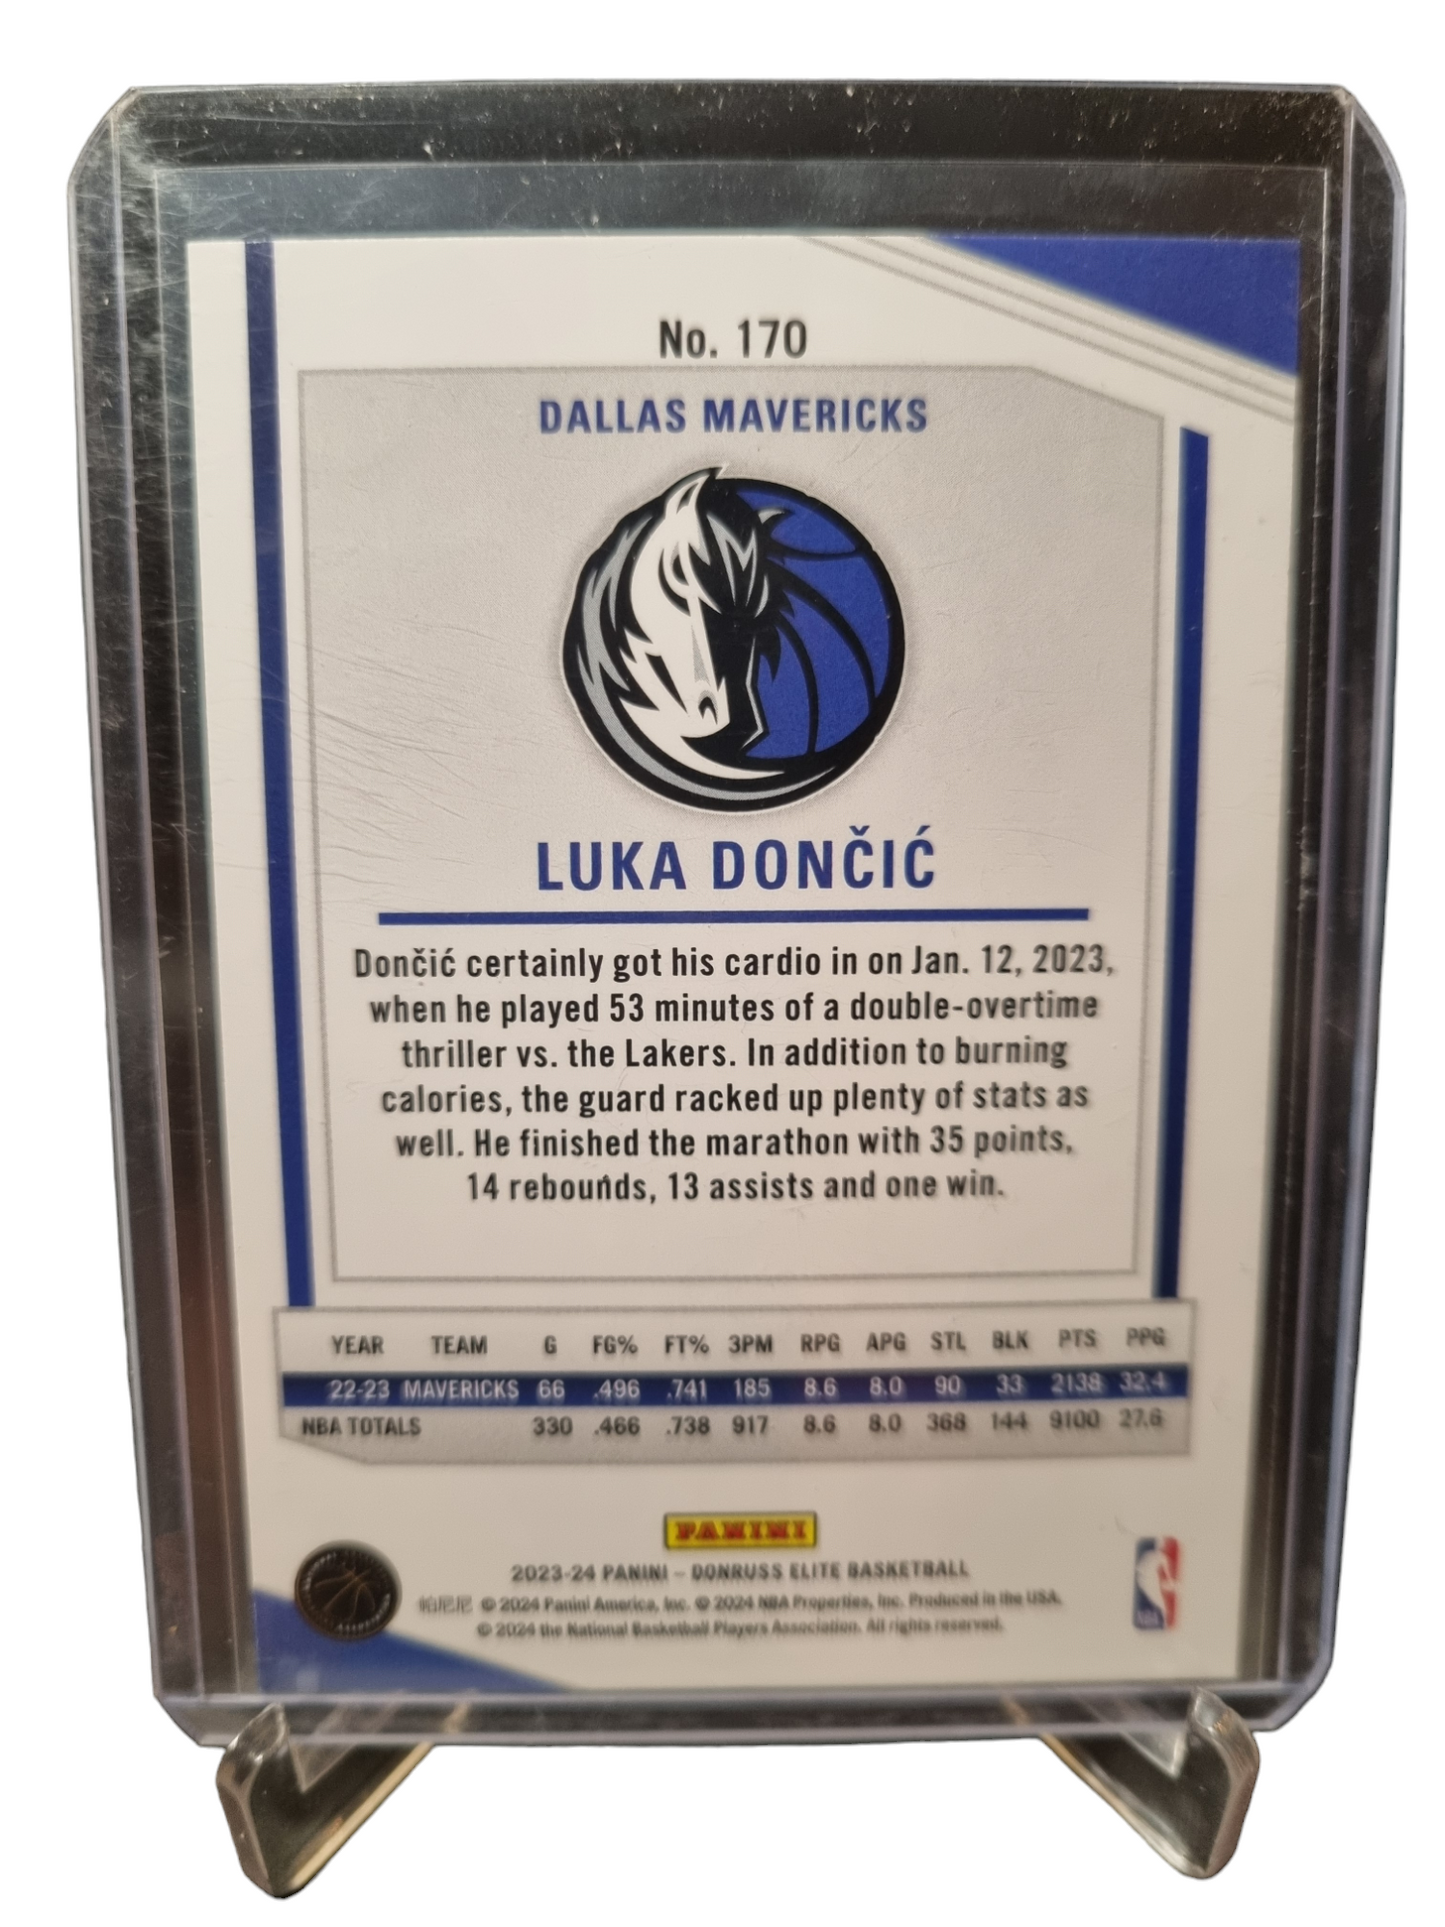 No. 170
DALLAS MAVERICKS
LUKA DONČIĆ
Dončić certainly got his cardio in on Jan. 12, 2023,
when he played 53 minutes of a double-overtime
thriller vs. the Lakers. In addition to burning
calories, the guard racked up plenty of stats as
well. He finished the marathon with 35 points,
14 rebounds, 13 assists and one win.
YEAR TEAM G FG% FT% 3PM RPG APG STL BLK PTS PPG
22-23 MAVERICKS 66 .496 .741 185 8.6 8.0 90 33 2138 32.4
NBA TOTALS 330 .466 .738 917 8.6 8.0 368 144 9100 27.6
PANINI
2023-24 PANINI – DONRUSS ELITE BASKETBALL
帕尼尼 © 2024 Panini America, Inc. © 2024 NBA Properties, Inc. Produced in the USA.
© 2024 the National Basketball Players Association. All rights reserved.